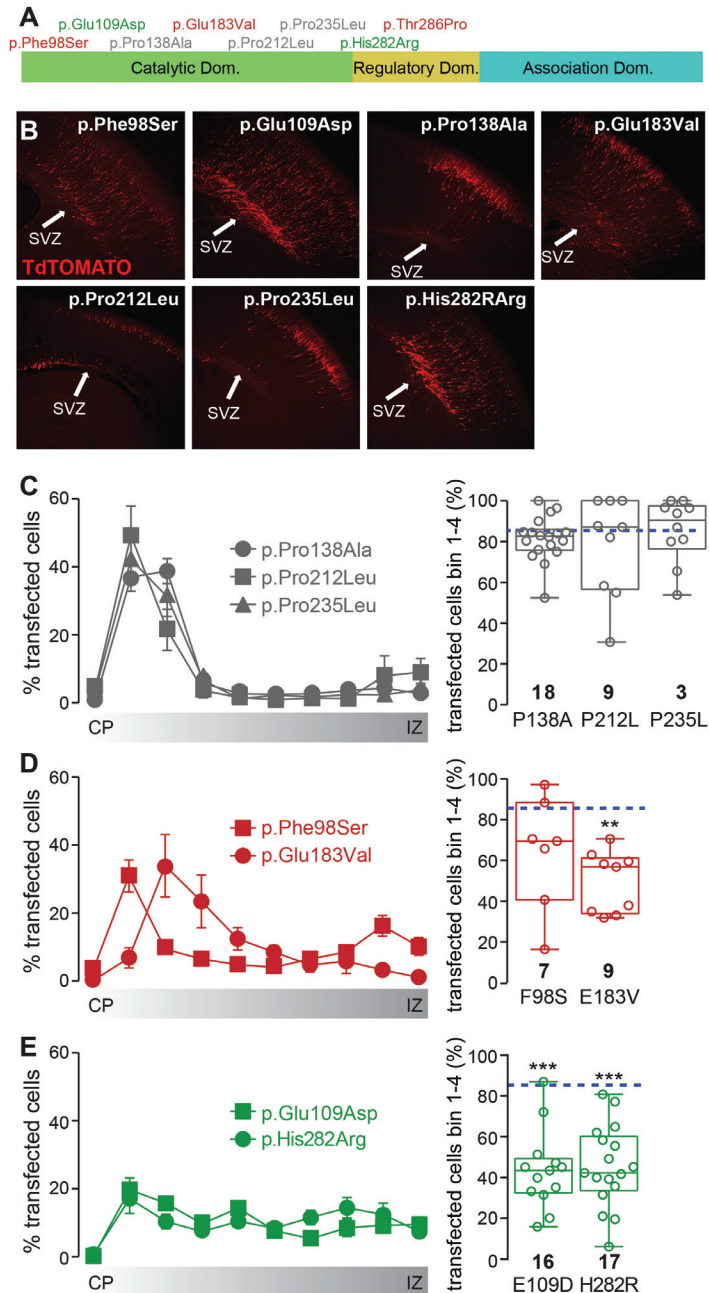 A
p.Glu109Asp p.Glu183Val p.Pro235Leu p.Thr286Pro
p.Phe98Ser p.Pro138Ala p.Pro212Leu p.His282Arg
Catalytic Dom. Regulatory Dom. Association Dom.
B
p.Phe98Ser p.Glu109Asp p.Pro138Ala p.Glu183Val
SVZ SVZ SVZ SVZ
TdTOMATO
p.Pro212Leu p.Pro235Leu p.His282RArg
SVZ SVZ SVZ
C
% transfected cells
60
40
20
0
p.Pro138Ala
p.Pro212Leu
p.Pro235Leu
CP IZ
transfected cells bin 1-4 (%)
100
80
60
40
20
0
18 9 3
P138A P212L P235L
D
% transfected cells
60
40
20
0
p.Phe98Ser
p.Glu183Val
CP IZ
transfected cells bin 1-4 (%)
100
80
60
40
20
0
**
7 9
F98S E183V
E
% transfected cells
60
40
20
0
p.Glu109Asp
p.His282Arg
CP IZ
transfected cells bin 1-4 (%)
100
80
60
40
20
0
*** ***
16 17
E109D H282R